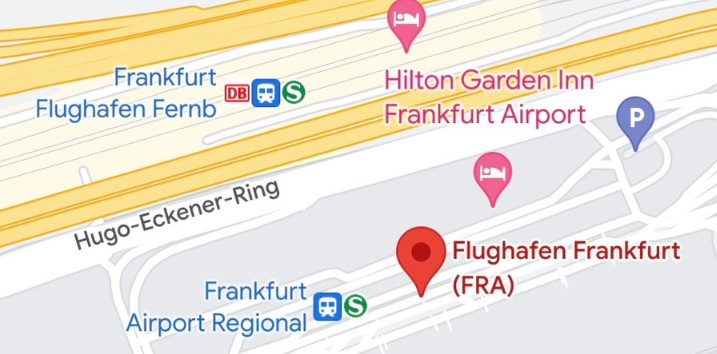 Frankfurt
Flughafen Fernb
DB
S
Hilton Garden Inn
Frankfurt Airport
P
Hugo-Eckener-Ring
Flughafen Frankfurt
(FRA)
Frankfurt
Airport Regional
S